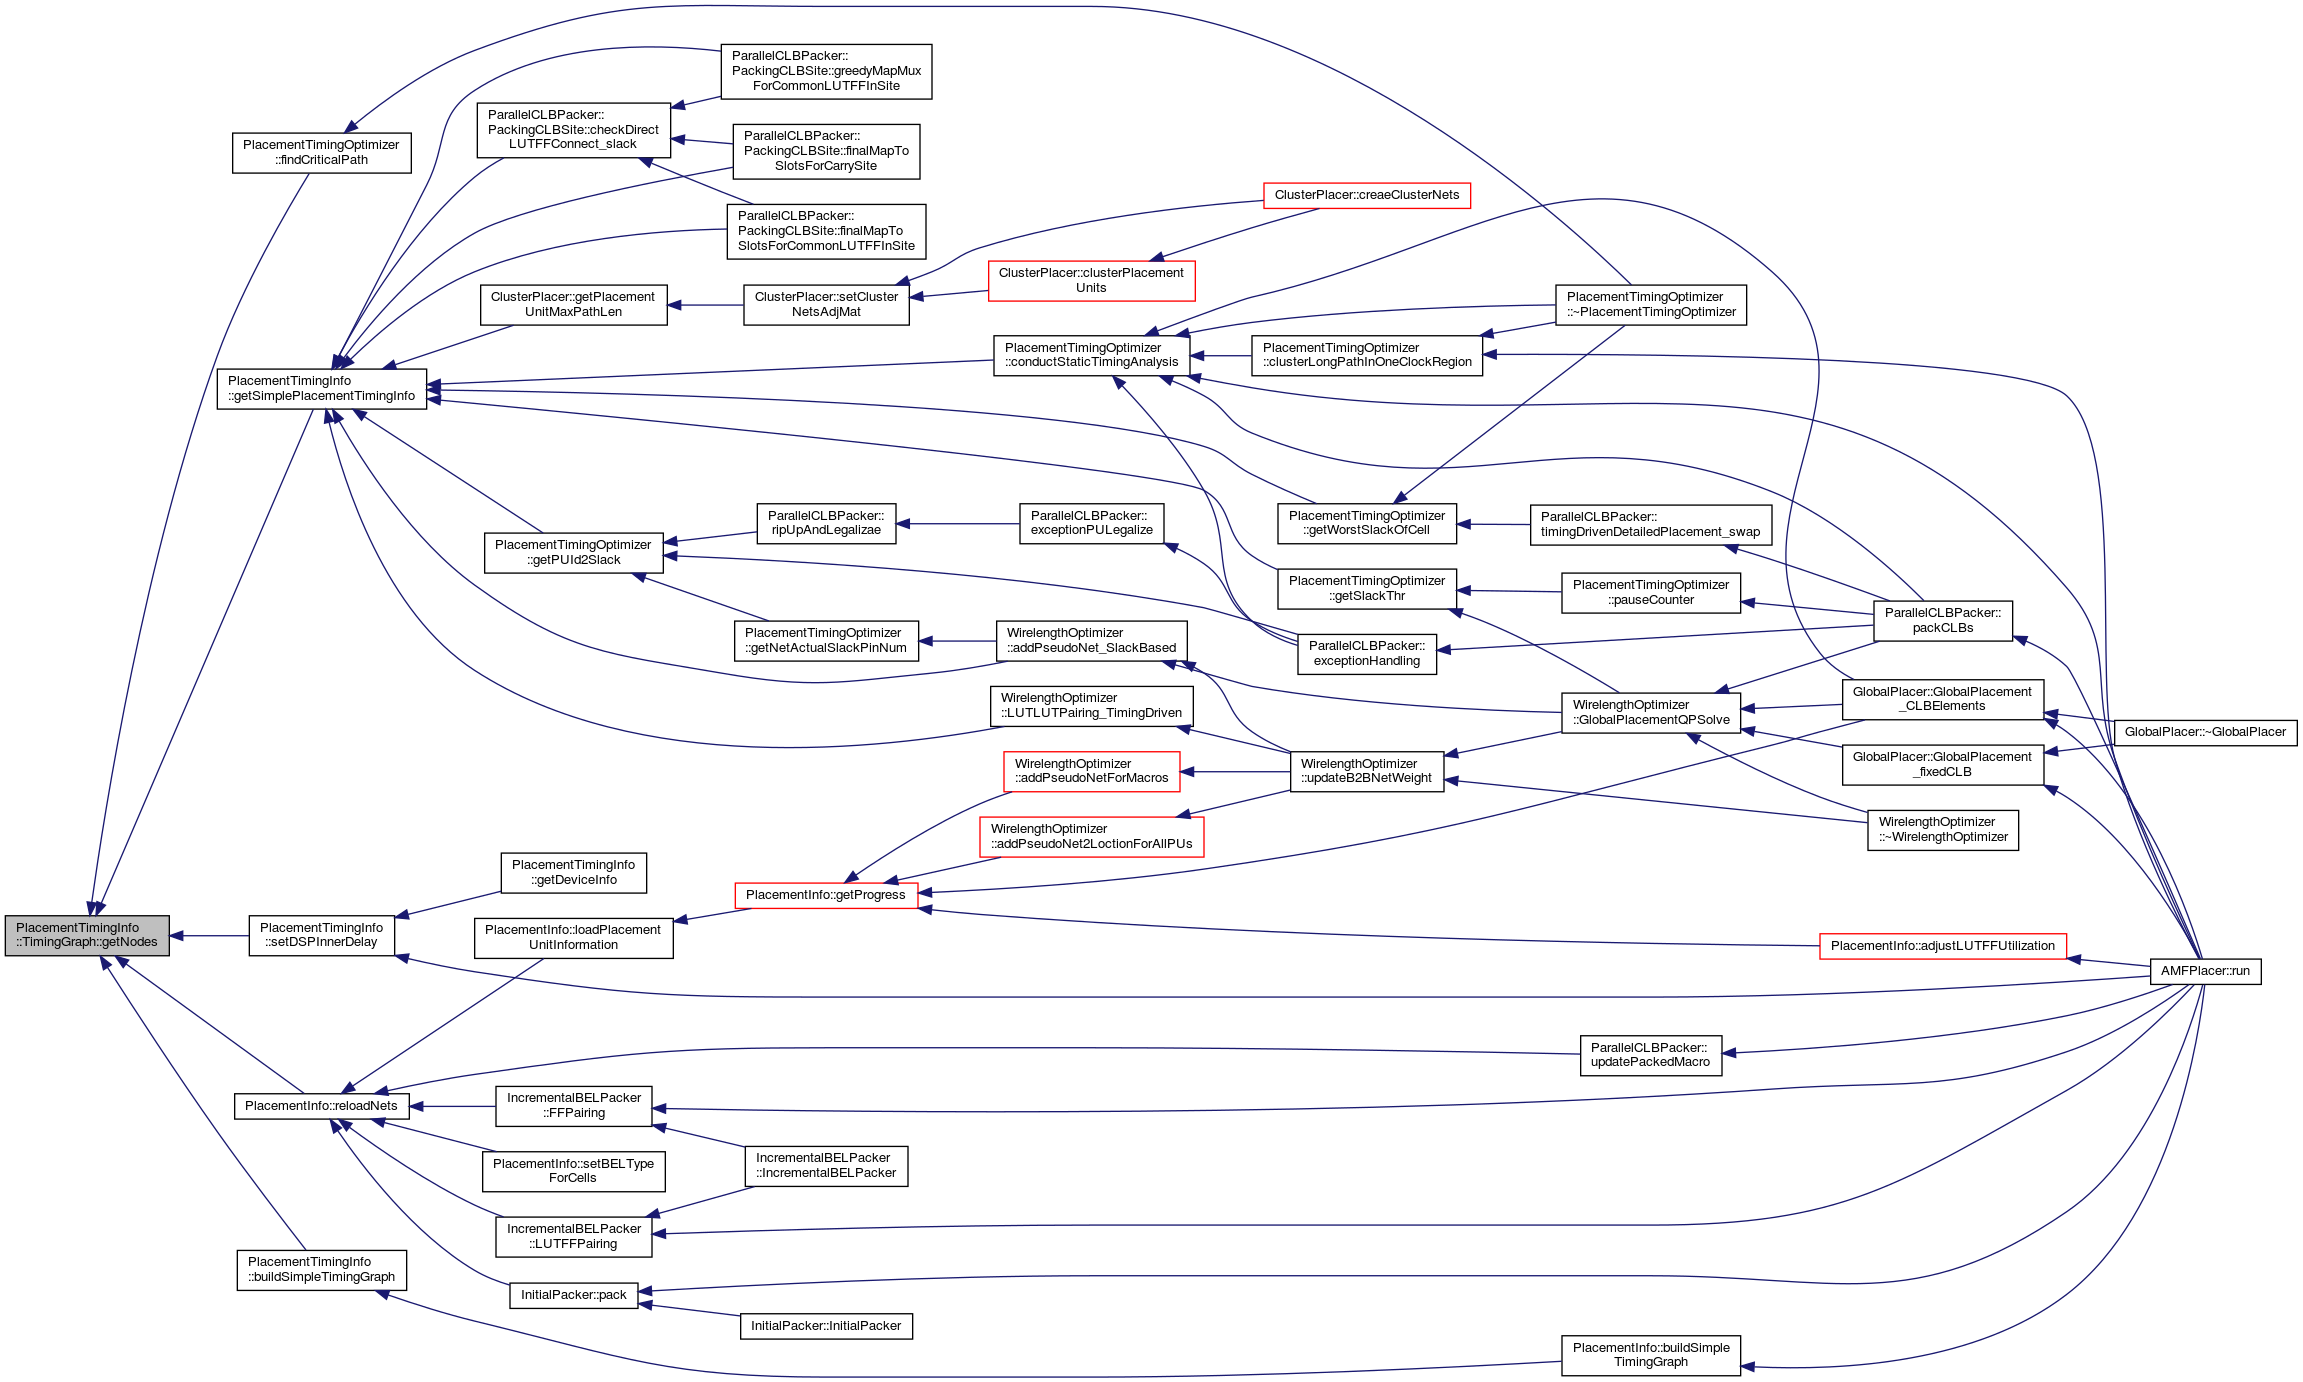 ParallelCLBPacker::
PackingCLBSite::greedyMapMux
ForCommonLUTFFInSite
ParallelCLBPacker::
PackingCLBSite::checkDirect
LUTFFConnect_slack
PlacementTimingOptimizer
::findCriticalPath
ParallelCLBPacker::
PackingCLBSite::finalMapTo
SlotsForCarrySite
ClusterPlacer::creaeClusterNets
ParallelCLBPacker::
PackingCLBSite::finalMapTo
SlotsForCommonLUTFFInSite
ClusterPlacer::clusterPlacement
Units
ClusterPlacer::getPlacement
UnitMaxPathLen
ClusterPlacer::setCluster
NetsAdjMat
PlacementTimingOptimizer
::~PlacementTimingOptimizer
PlacementTimingOptimizer
::conductStaticTimingAnalysis
PlacementTimingOptimizer
::clusterLongPathInOneClockRegion
PlacementTimingInfo
::getSimplePlacementTimingInfo
ParallelCLBPacker::
ripUpAndLegalizae
ParallelCLBPacker::
exceptionPULegalize
PlacementTimingOptimizer
::getWorstSlackOfCell
ParallelCLBPacker::
timingDrivenDetailedPlacement_swap
PlacementTimingOptimizer
::getPUId2Slack
PlacementTimingOptimizer
::getSlackThr
PlacementTimingOptimizer
::pauseCounter
ParallelCLBPacker::
packCLBs
PlacementTimingOptimizer
::getNetActualSlackPinNum
WirelengthOptimizer
::addPseudoNet_SlackBased
ParallelCLBPacker::
exceptionHandling
WirelengthOptimizer
::LUTLUTPairing_TimingDriven
WirelengthOptimizer
::GlobalPlacementQPSolve
GlobalPlacer::GlobalPlacement
_CLBElements
GlobalPlacer::~GlobalPlacer
WirelengthOptimizer
::addPseudoNetForMacros
WirelengthOptimizer
::updateB2BNetWeight
GlobalPlacer::GlobalPlacement
_fixedCLB
WirelengthOptimizer
::addPseudoNet2LoctionForAllPUs
WirelengthOptimizer
::~WirelengthOptimizer
PlacementTimingInfo
::getDeviceInfo
PlacementInfo::getProgress
PlacementTimingInfo
::TimingGraph::getNodes
PlacementTimingInfo
::setDSPInnerDelay
PlacementInfo::loadPlacement
UnitInformation
PlacementInfo::adjustLUTFFUtilization
AMFPlacer::run
ParallelCLBPacker::
updatePackedMacro
PlacementInfo::reloadNets
IncrementalBELPacker
::FFPairing
PlacementInfo::setBELType
ForCells
IncrementalBELPacker
::IncrementalBELPacker
IncrementalBELPacker
::LUTFFPairing
PlacementTimingInfo
::buildSimpleTimingGraph
InitialPacker::pack
InitialPacker::InitialPacker
PlacementInfo::buildSimple
TimingGraph